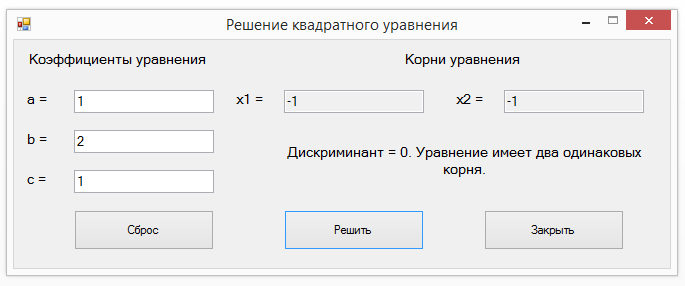 Решение квадратного уравнения
Коэффициенты уравнения
Корни уравнения
a = 1
x1 = -1
x2 = -1
b = 2
Дискриминант = 0. Уравнение имеет два одинаковых
корня.
c = 1
Сброс
Решить
Закрыть